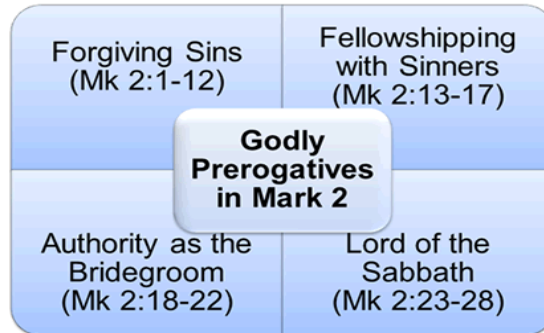 Forgiving Sins
(Mk 2:1-12)
Fellowshipping
with Sinners
(Mk 2:13-17)
Godly
Prerogatives
in Mark 2
Authority as the
Bridegroom
(Mk 2:18-22)
Lord of the
Sabbath
(Mk 2:23-28)